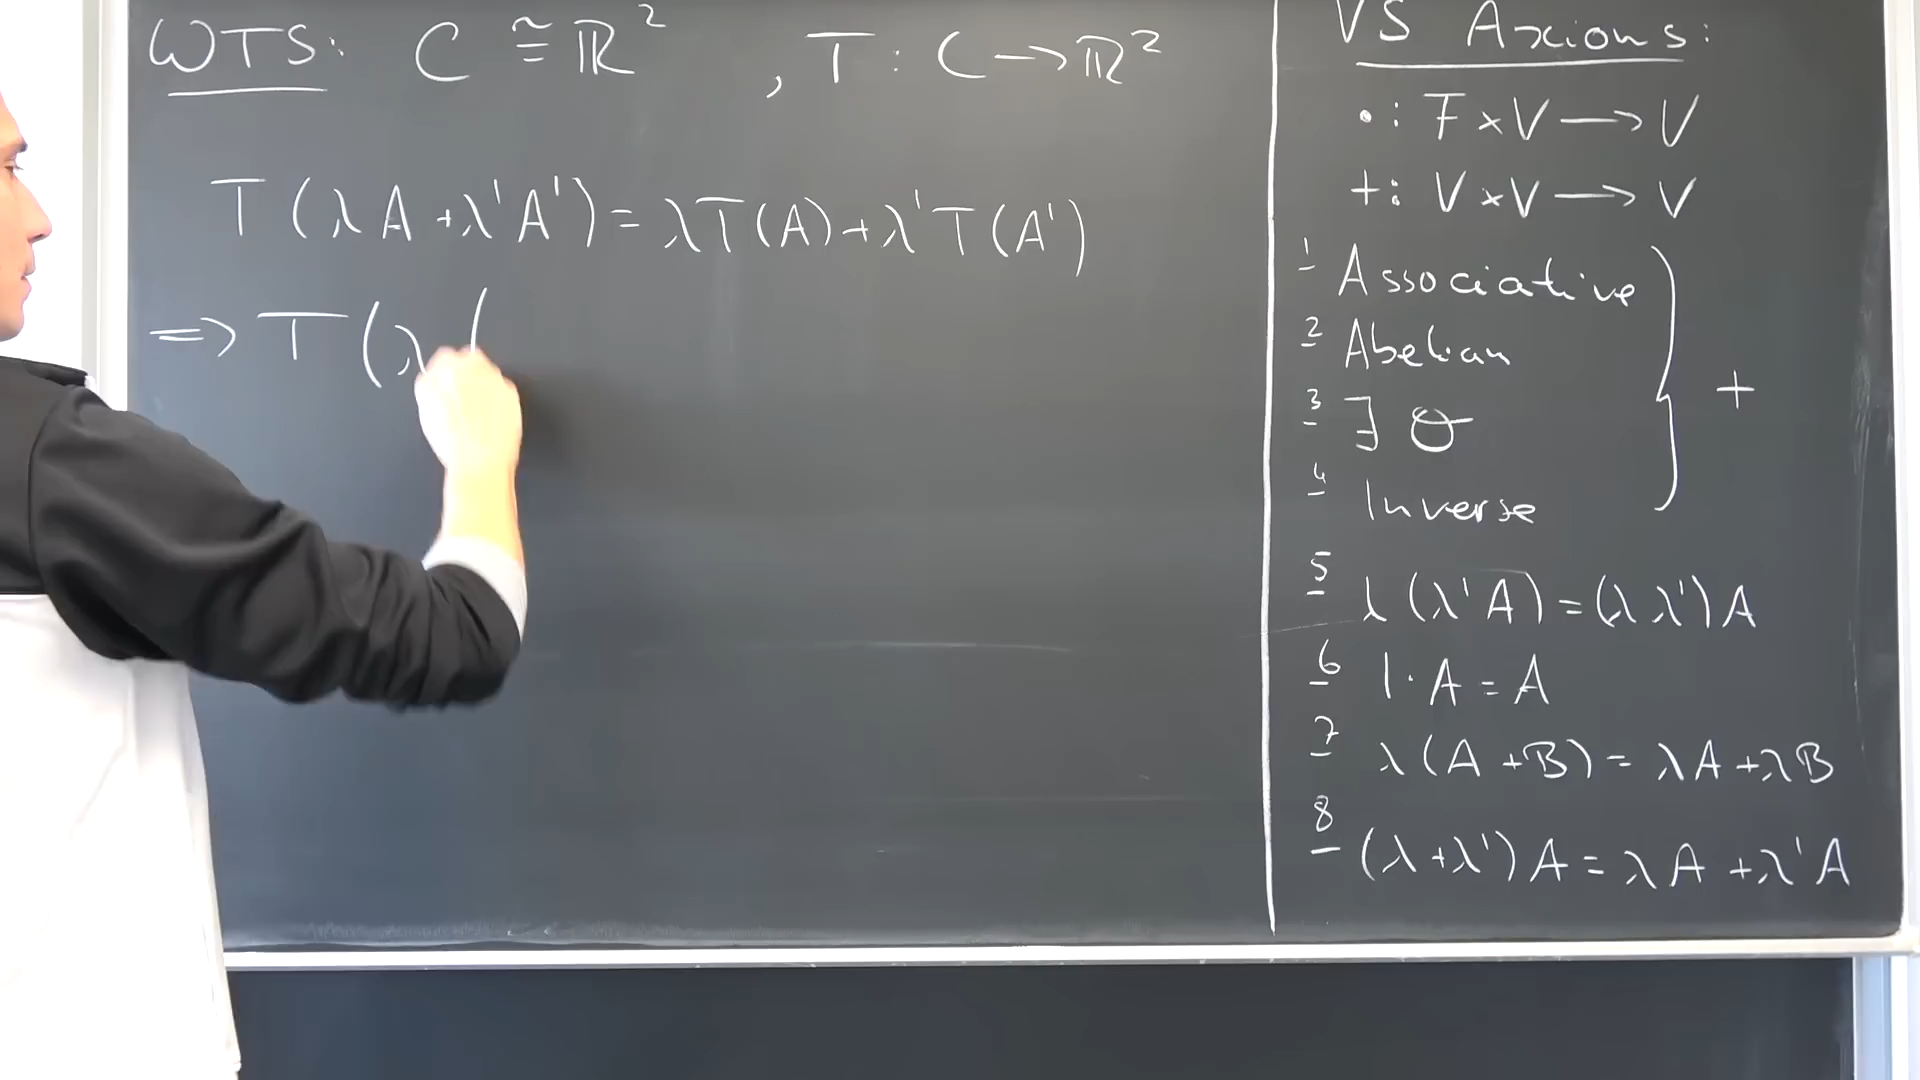 WTS: C ≅ ℝ² , T : C → ℝ²
T(λA + λ'A') = λT(A) + λ'T(A')
=> T(λ(
VS Axioms:
• : F × V → V
+ : V × V → V
1 Associative
2 Abelian
3 ∃ 0
4 Inverse
} +
5 λ(λ'A) = (λλ')A
6 1·A = A
7 λ(A + B) = λA + λB
8 (λ + λ')A = λA + λ'A